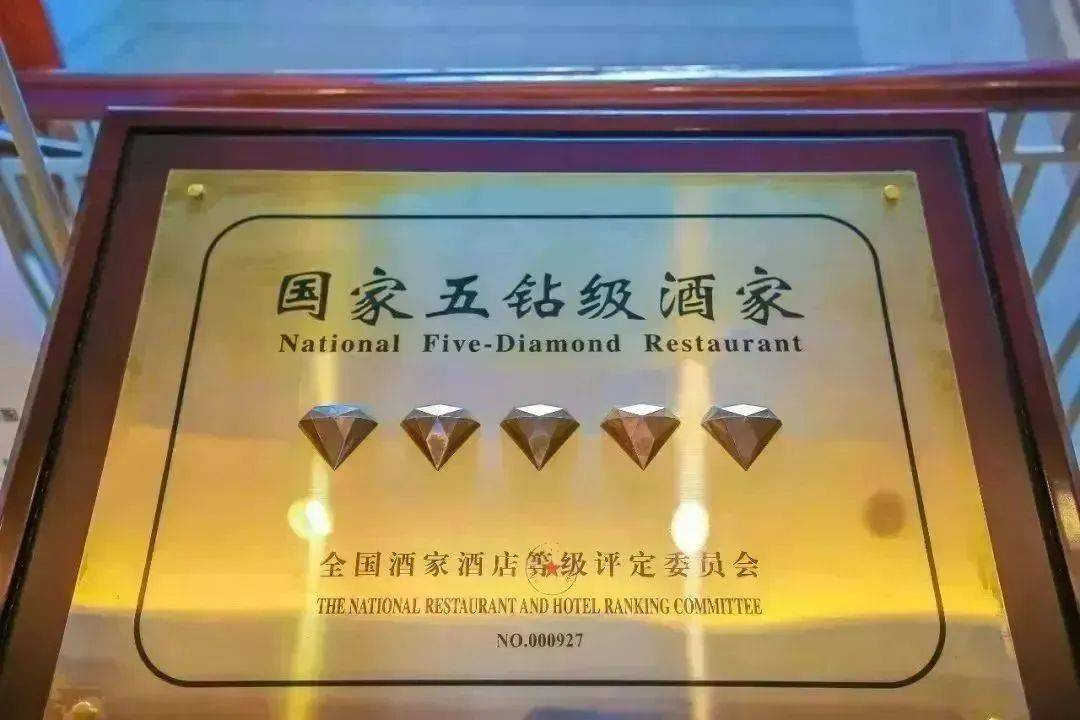 国家五钻级酒家
National Five-Diamond Restaurant
全国酒家酒店等级评定委员会
THE NATIONAL RESTAURANT AND HOTEL RANKING COMMITTEE
NO.000927